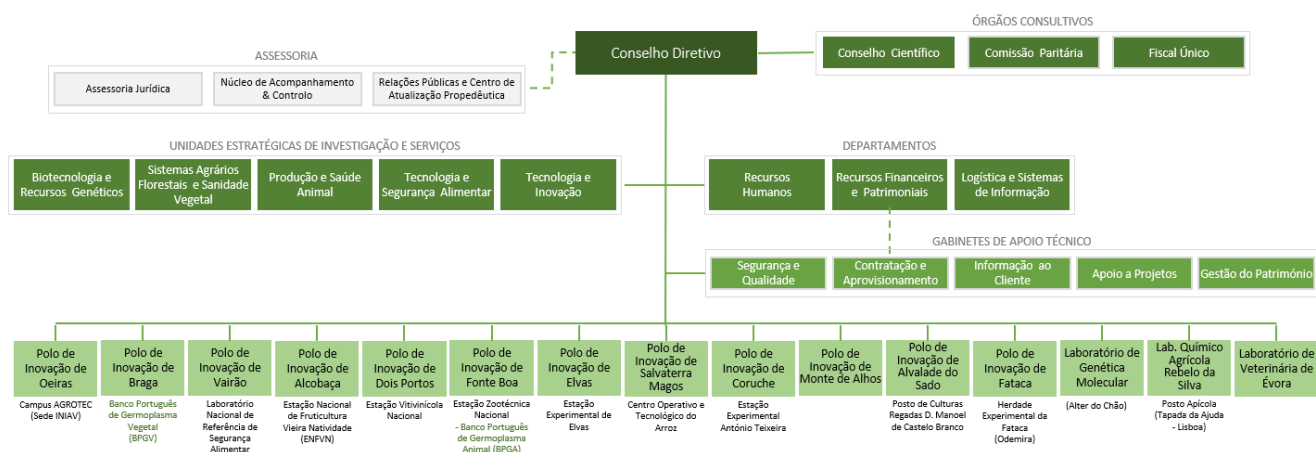 ÓRGÃOS CONSULTIVOS
Conselho Diretivo
Conselho Científico
Comissão Paritária
Fiscal Único
ASSESSORIA
Assessoria Jurídica
Núcleo de Acompanhamento
& Controlo
Relações Públicas e Centro de
Atualização Propedêutica
UNIDADES ESTRATÉGICAS DE INVESTIGAÇÃO E SERVIÇOS
Biotecnologia e
Recursos Genéticos
Sistemas Agrários
Florestais e Sanidade
Vegetal
Produção e Saúde
Animal
Tecnologia e
Segurança Alimentar
Tecnologia e
Inovação
DEPARTAMENTOS
Recursos
Humanos
Recursos Financeiros
e Patrimoniais
Logística e Sistemas
de Informação
GABINETES DE APOIO TÉCNICO
Segurança e
Qualidade
Contratação e
Aprovisionamento
Informação ao
Cliente
Apoio a Projetos
Gestão do Património
Polo de
Inovação de
Oeiras
Campus AGROTEC
(Sede INIAV)
Polo de
Inovação de
Braga
Banco Português
de Germoplasma
Vegetal
(BPGV)
Polo de
Inovação de
Vairão
Laboratório
Nacional de
Referência de
Segurança
Alimentar
Polo de
Inovação de
Alcobaça
Estação Nacional
de Fruticultura
Vieira Natividade
(ENFVN)
Polo de
Inovação de
Dois Portos
Estação Vitivinícola
Nacional
Polo de
Inovação de
Fonte Boa
Estação Zootécnica
Nacional
- Banco Português
de Germoplasma
Animal (BPGA)
Polo de
Inovação de
Elvas
Estação
Experimental de
Elvas
Polo de
Inovação de
Salvaterra
Magos
Centro Operativo e
Tecnológico do
Arroz
Polo de
Inovação de
Coruche
Estação
Experimental
António Teixeira
Polo de
Inovação de
Monte de Alhos
Polo de
Inovação de
Alvalade do
Sado
Posto de Culturas
Regadas D. Manoel
de Castelo Branco
Polo de
Inovação de
Fataca
Herdade
Experimental da
Fataca
(Odemira)
Laboratório de
Genética
Molecular
(Alter do Chão)
Lab. Químico
Agrícola
Rebelo da
Silva
Posto Apícola
(Tapada da Ajuda
- Lisboa)
Laboratório de
Veterinária de
Évora